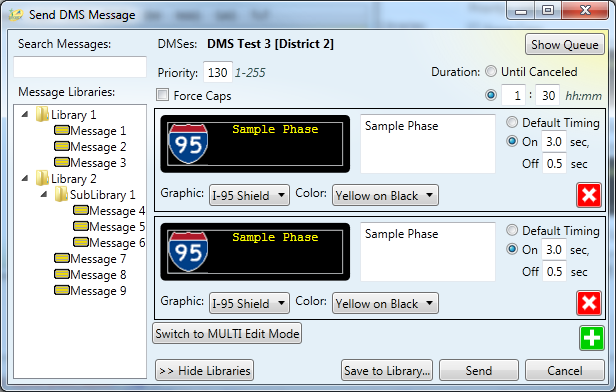 Send DMS Message
Search Messages:
DMSes: DMS Test 3 [District 2]
Show Queue
Priority: 130 1-255
Duration: Until Canceled
Force Caps
1 : 30 hh:mm
Message Libraries:
Library 1
Message 1
Message 2
Message 3
Library 2
SubLibrary 1
Message 4
Message 5
Message 6
Message 7
Message 8
Message 9
95
Sample Phase
Sample Phase
Default Timing
On 3.0 sec,
Off 0.5 sec
Graphic: I-95 Shield Color: Yellow on Black
95
Sample Phase
Sample Phase
Default Timing
On 3.0 sec,
Off 0.5 sec
Graphic: I-95 Shield Color: Yellow on Black
Switch to MULTI Edit Mode
>> Hide Libraries
Save to Library...
Send
Cancel